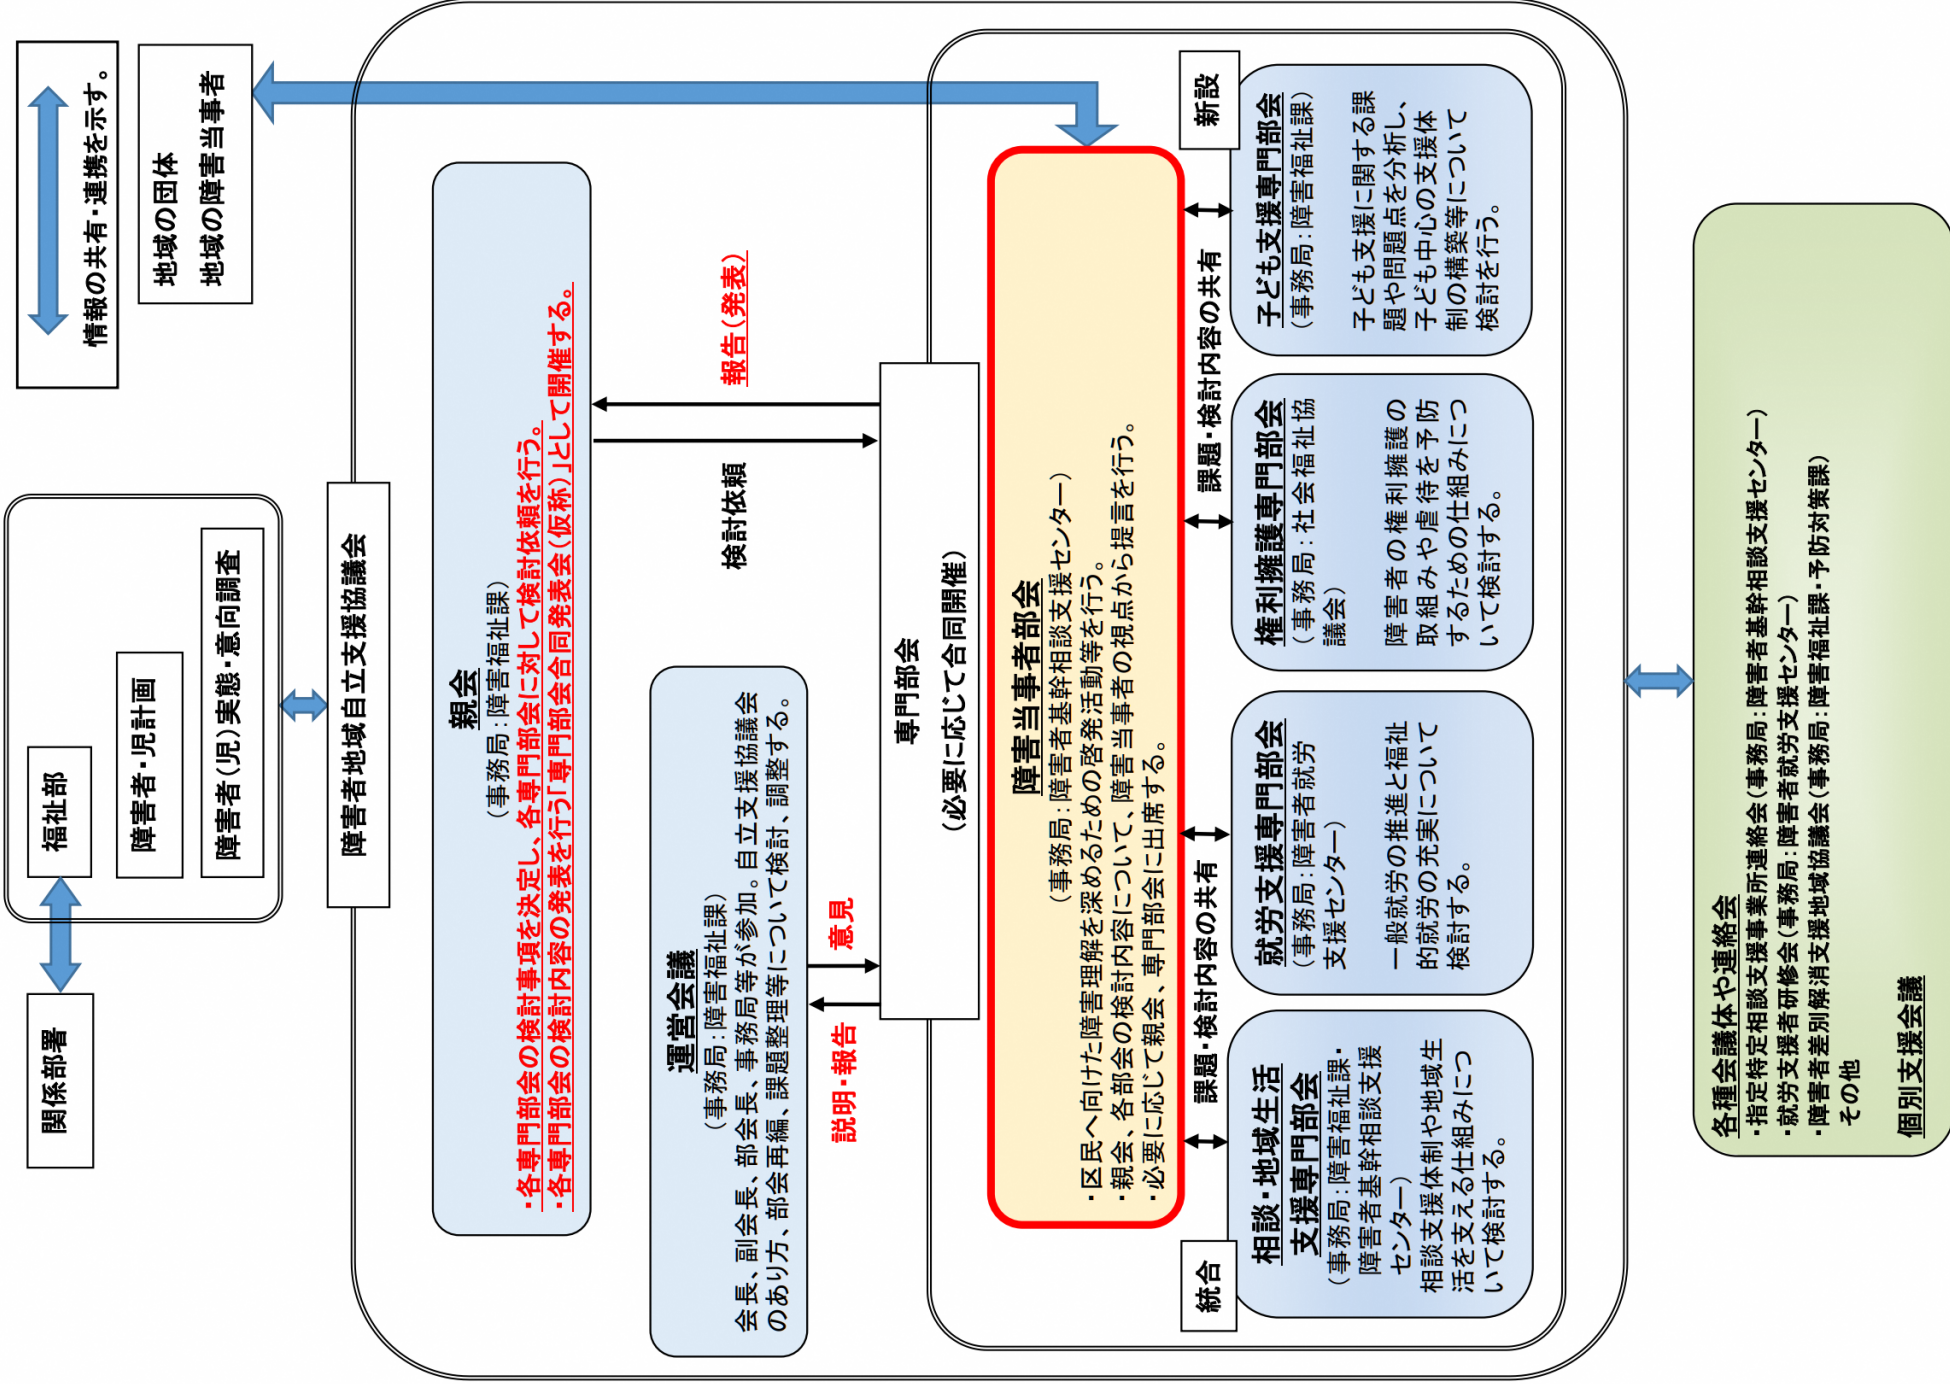 関係部署
福祉部
障害者・児計画
障害者(児)実態・意向調査
情報の共有・連携を示す。
地域の団体
地域の障害当事者
障害者地域自立支援協議会
親会
(事務局:障害福祉課)
・各専門部会の検討事項を決定し、各専門部会に対して検討依頼を行う。
・各専門部会の検討内容の発表を行う「専門部会合同発表会(仮称)」として開催する。
運営会議
(事務局:障害福祉課)
会長、副会長、部会長、事務局等が参加。自立支援協議会
のあり方、部会再編、課題整理等について検討、調整する。
検討依頼
報告(発表)
説明・報告
意見
専門部会
(必要に応じて合同開催)
障害当事者部会
(事務局:障害者基幹相談支援センター)
・区民へ向けた障害理解を深めるための啓発活動等を行う。
・親会、各部会の検討内容について、障害当事者の視点から提言を行う。
・必要に応じて親会、専門部会に出席する。
課題・検討内容の共有
課題・検討内容の共有
統合
相談・地域生活
支援専門部会
(事務局:障害福祉課・
障害者基幹相談支援
センター)
相談支援体制や地域生
活を支える仕組みにつ
いて検討する。
就労支援専門部会
(事務局:障害者就労
支援センター)
一般就労の推進と福祉
的就労の充実について
検討する。
権利擁護専門部会
(事務局:社会福祉協
議会)
障害者の権利擁護の
取組みや虐待を予防
するための仕組みにつ
いて検討する。
新設
子ども支援専門部会
(事務局:障害福祉課)
子ども支援に関する課
題や問題点を分析し、
子ども中心の支援体
制の構築等について
検討を行う。
各種会議体や連絡会
・指定特定相談支援事業所連絡会(事務局:障害者基幹相談支援センター)
・就労支援者研修会(事務局:障害者就労支援センター)
・障害者差別解消支援地域協議会(事務局:障害福祉課・予防対策課)
その他
個別支援会議